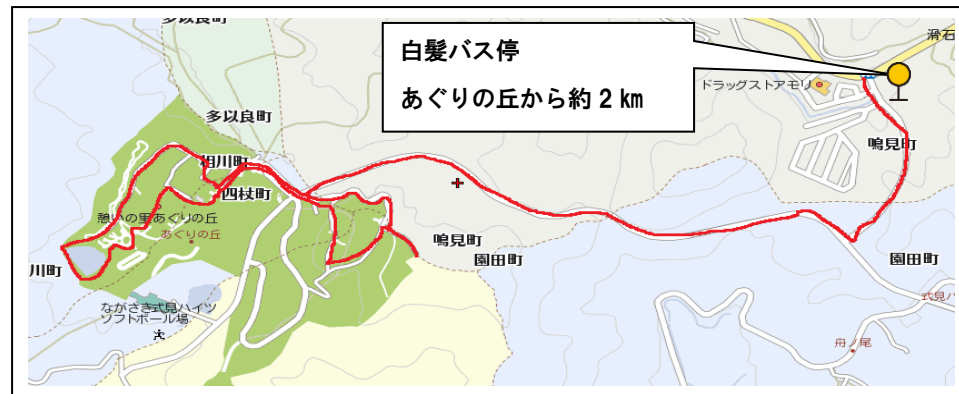 多以良町
滑石
白髪バス停
あぐりの丘から約2㎞
ドラッグストアモリ
多以良町
鳴見町
相川町
四杖町
憩いの里あぐりの丘
あぐりの丘
鳴見町
園田町
園田町
川町
ながさき式見ハイツ
ソフトボール場
式見
舟ノ尾